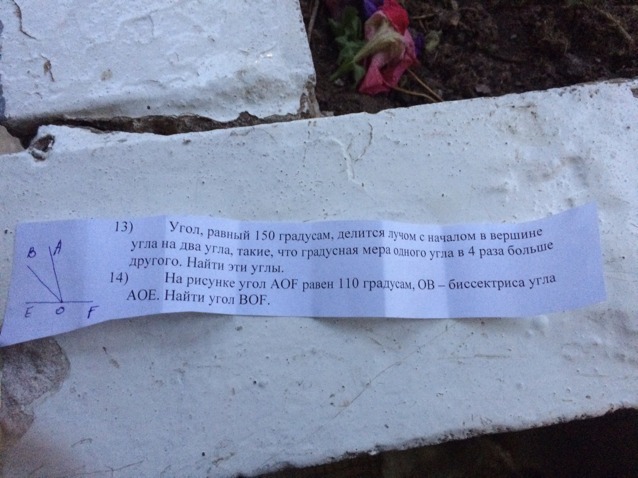 13) Угол, равный 150 градусам, делится лучом с началом в вершине
угла на два угла, такие, что градусная мера одного угла в 4 раза больше
другого. Найти эти углы.
14) На рисунке угол AOF равен 110 градусам, OB – биссектриса угла
AOE. Найти угол BOF.
B A
E O F